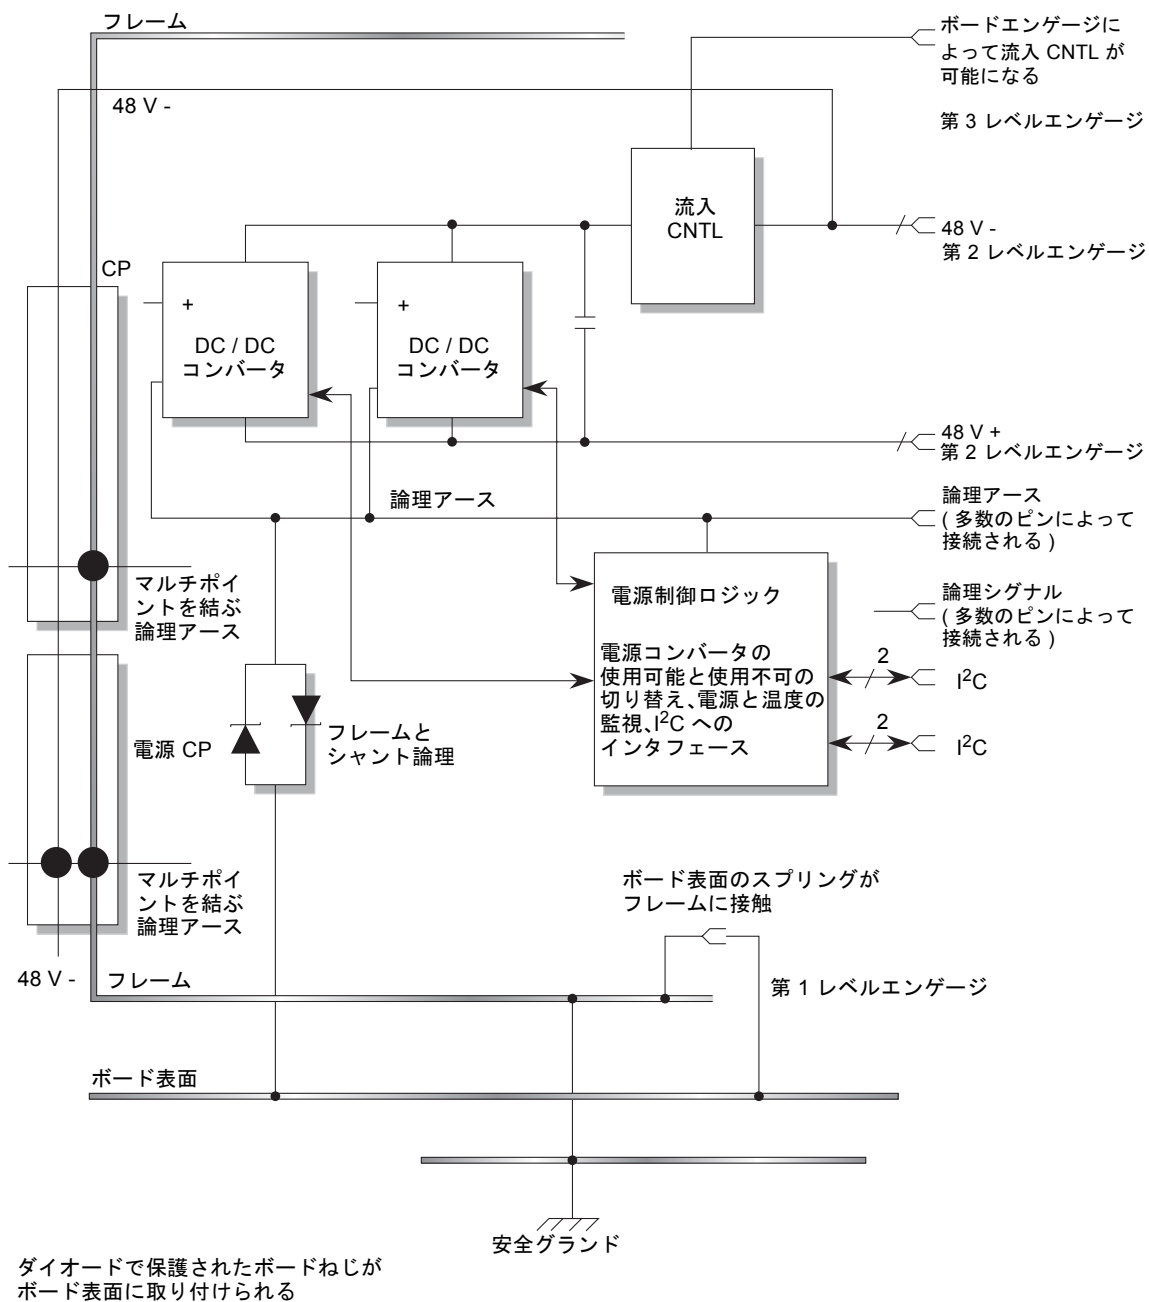 フレーム
ボードエンゲージに
よって流入 CNTL が
可能になる
48 V -
第 3 レベルエンゲージ
流入
CNTL
48 V -
第 2 レベルエンゲージ
CP
+
DC / DC
コンバータ
+
DC / DC
コンバータ
48 V +
第 2 レベルエンゲージ
論理アース
論理アース
( 多数のピンによって
接続される )
マルチポイ
ントを結ぶ
論理アース
電源制御ロジック
論理シグナル
( 多数のピンによって
接続される )
電源コンバータの
使用可能と使用不可の
切り替え、電源と温度の
監視、I²C への
インタフェース
2
I²C
2
I²C
電源 CP
フレームと
シャント論理
マルチポイ
ントを結ぶ
論理アース
ボード表面のスプリングが
フレームに接触
48 V -
フレーム
第 1 レベルエンゲージ
ボード表面
安全グランド
ダイオードで保護されたボードねじが
ボード表面に取り付けられる